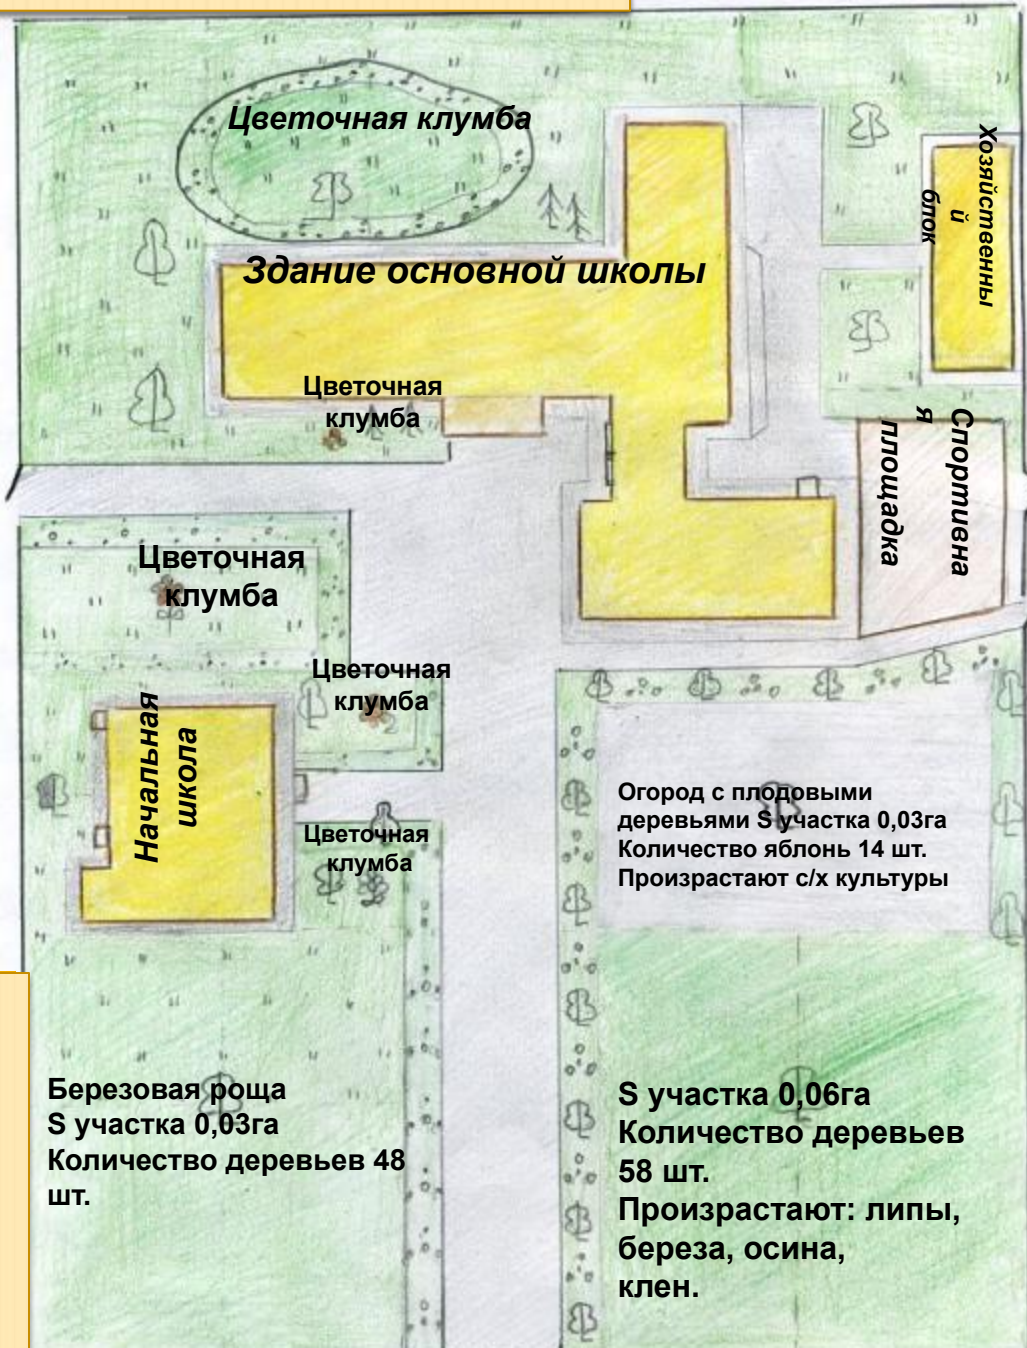 Цветочная клумба
Хозяйственны
й
блок
Здание основной школы
Цветочная
клумба
Спортивна
я
площадка
Цветочная
клумба
Цветочная
клумба
Начальная
школа
Огород с плодовыми
деревьями S участка 0,03га
Количество яблонь 14 шт.
Произрастают с/х культуры
Цветочная
клумба
Березовая роща
S участка 0,03га
Количество деревьев 48
шт.
S участка 0,06га
Количество деревьев
58 шт.
Произрастают: липы,
береза, осина,
клен.